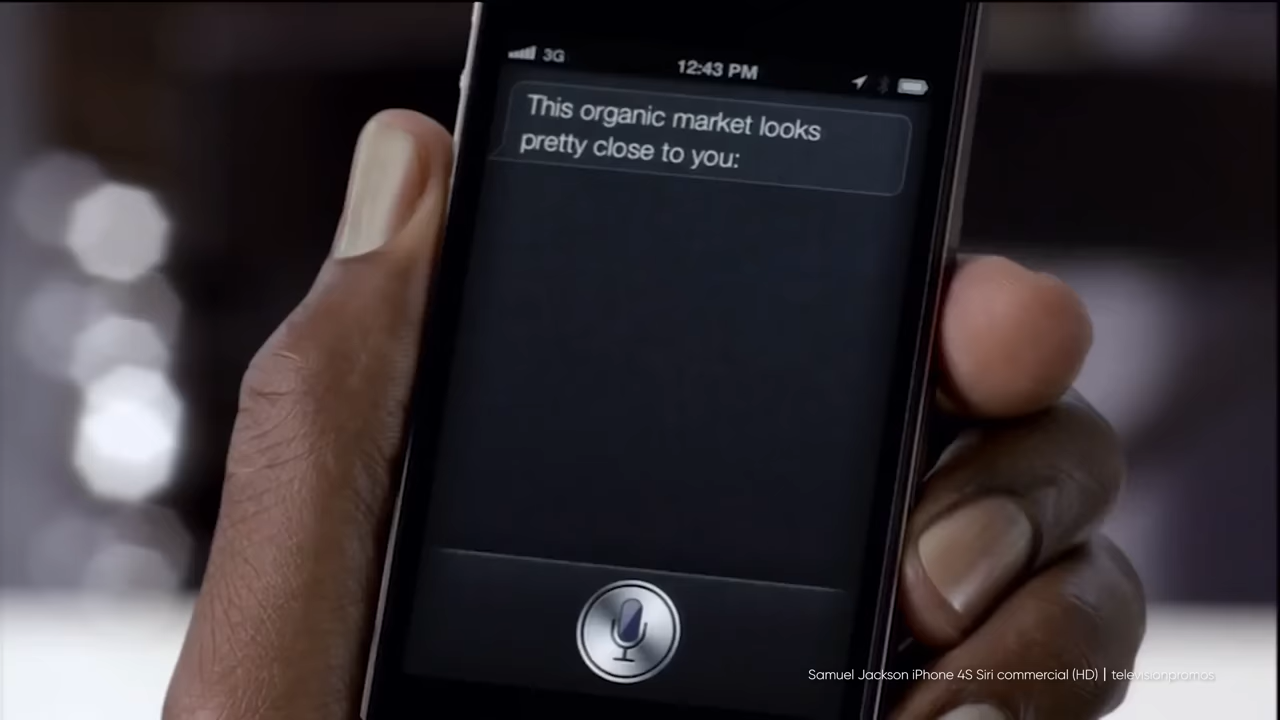 3G
12:43 PM
This organic market looks
pretty close to you:
Samuel Jackson iPhone 4S Siri commercial (HD) | televisionpromos